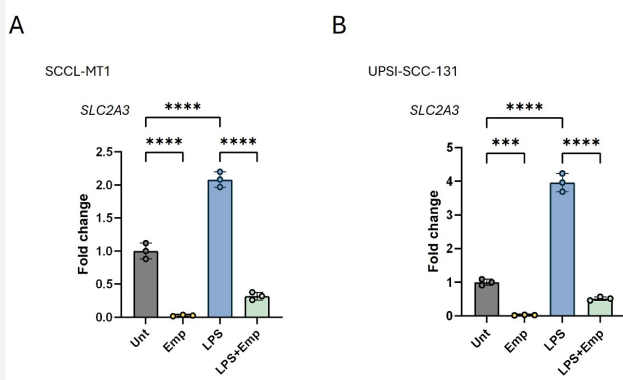 A
SCCL-MT1
SLC2A3
****
**** ****
Fold change
2.5
2.0
1.5
1.0
0.5
0.0
Unt
Emp
LPS
LPS+Emp
B
UPSI-SCC-131
SLC2A3
****
*** ****
Fold change
5
4
3
2
1
0
Unt
Emp
LPS
LPS+Emp